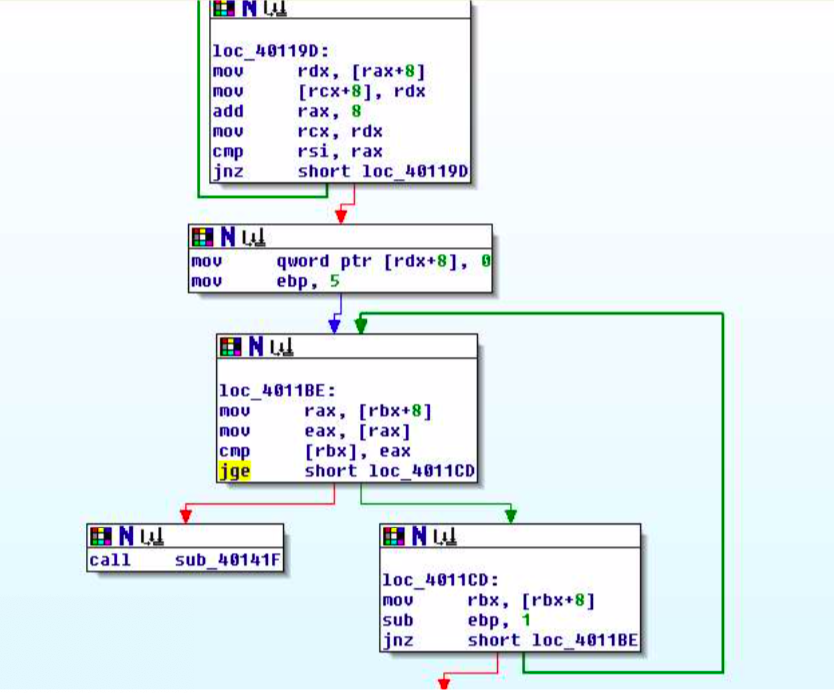 loc_40119D:
mov rdx, [rax+8]
mov [rcx+8], rdx
add rax, 8
mov rcx, rdx
cmp rsi, rax
jnz short loc_40119D
mov qword ptr [rdx+8], 0
mov ebp, 5
loc_4011BE:
mov rax, [rbx+8]
mov eax, [rax]
cmp [rbx], eax
jge short loc_4011CD
call sub_40141F
loc_4011CD:
mov rbx, [rbx+8]
sub ebp, 1
jnz short loc_4011BE